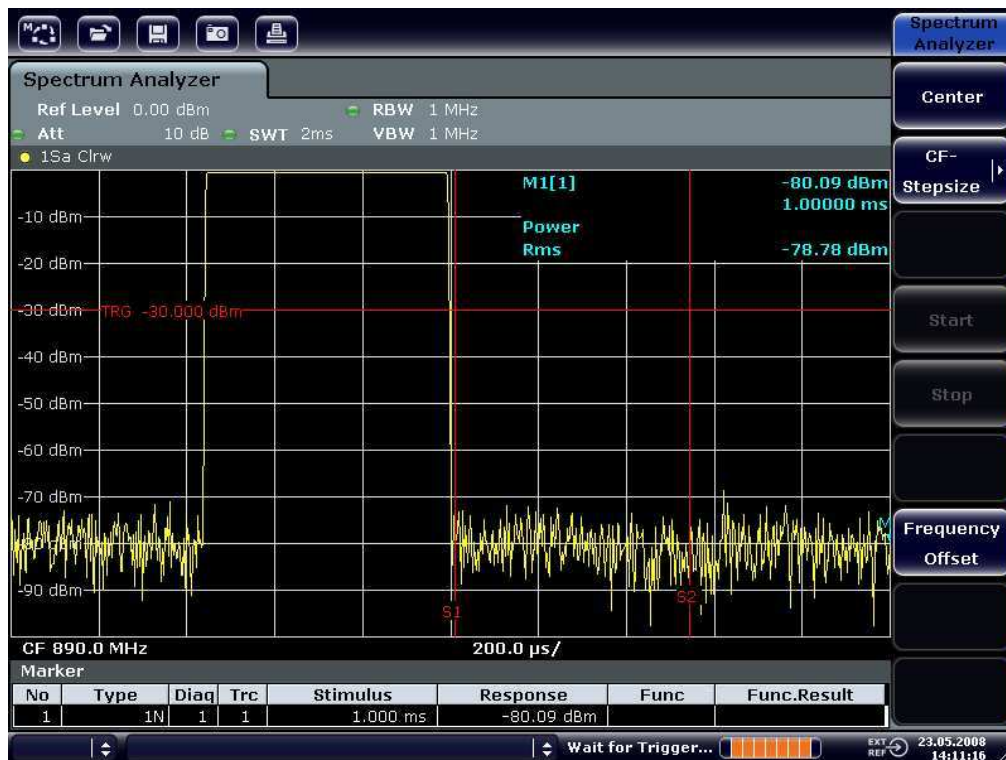 Spectrum Analyzer
Spectrum Analyzer
Ref Level 0.00 dBm RBW 1 MHz
Att 10 dB SWT 2ms VBW 1 MHz
1Sa Clrw
M1[1] -80.09 dBm
1.00000 ms
Power
Rms -78.78 dBm
-10 dBm
-20 dBm
-30 dBm TRG -30.000 dBm
-40 dBm
-50 dBm
-60 dBm
-70 dBm
-80 dBm
-90 dBm
S1
S2
CF 890.0 MHz 200.0 µs/
Marker
No Type Diag Trc Stimulus Response Func Func.Result
1 1N 1 1 1.000 ms -80.09 dBm
Wait for Trigger... EXT REF 23.05.2008
14:11:16
Center
CF-
Stepsize
Start
Stop
Frequency
Offset